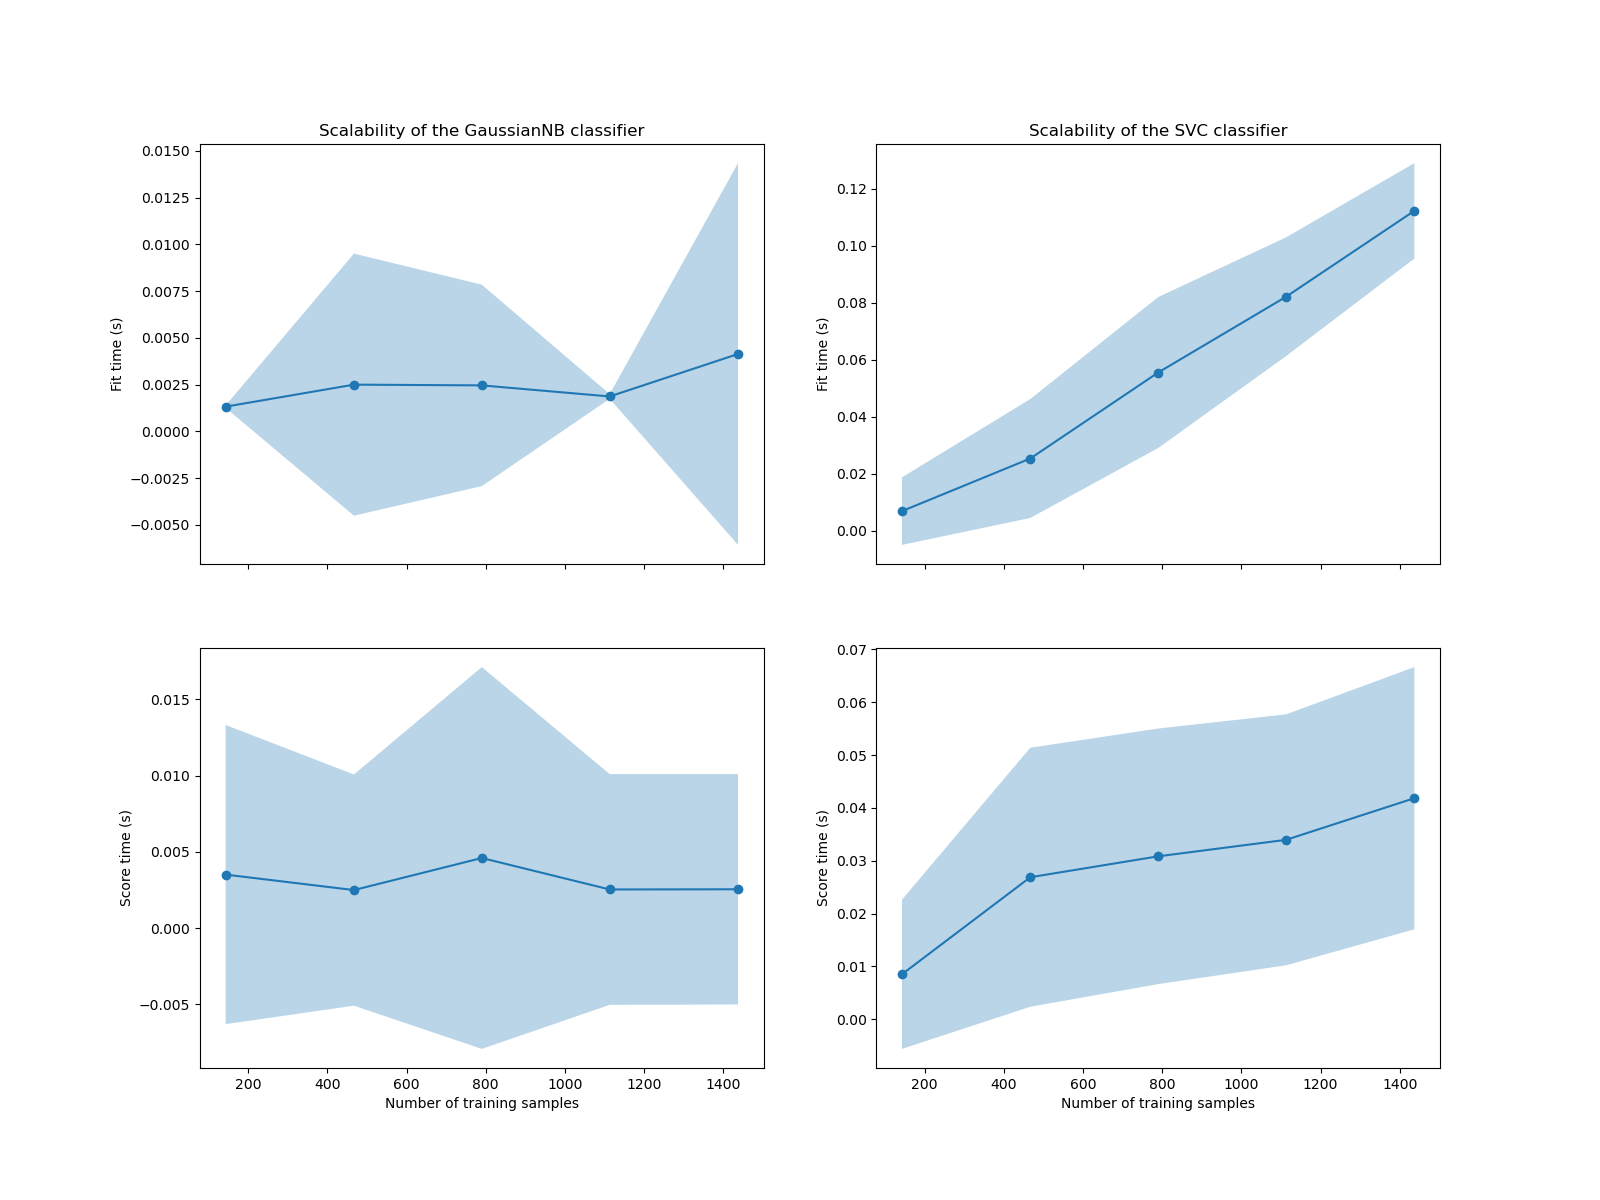 Scalability of the GaussianNB classifier
0.0150
0.0125
0.0100
0.0075
0.0050
0.0025
0.0000
−0.0025
−0.0050
Fit time (s)
Scalability of the SVC classifier
0.12
0.10
0.08
0.06
0.04
0.02
0.00
Fit time (s)
0.015
0.010
0.005
0.000
−0.005
Score time (s)
200 400 600 800 1000 1200 1400
Number of training samples
0.07
0.06
0.05
0.04
0.03
0.02
0.01
0.00
Score time (s)
200 400 600 800 1000 1200 1400
Number of training samples